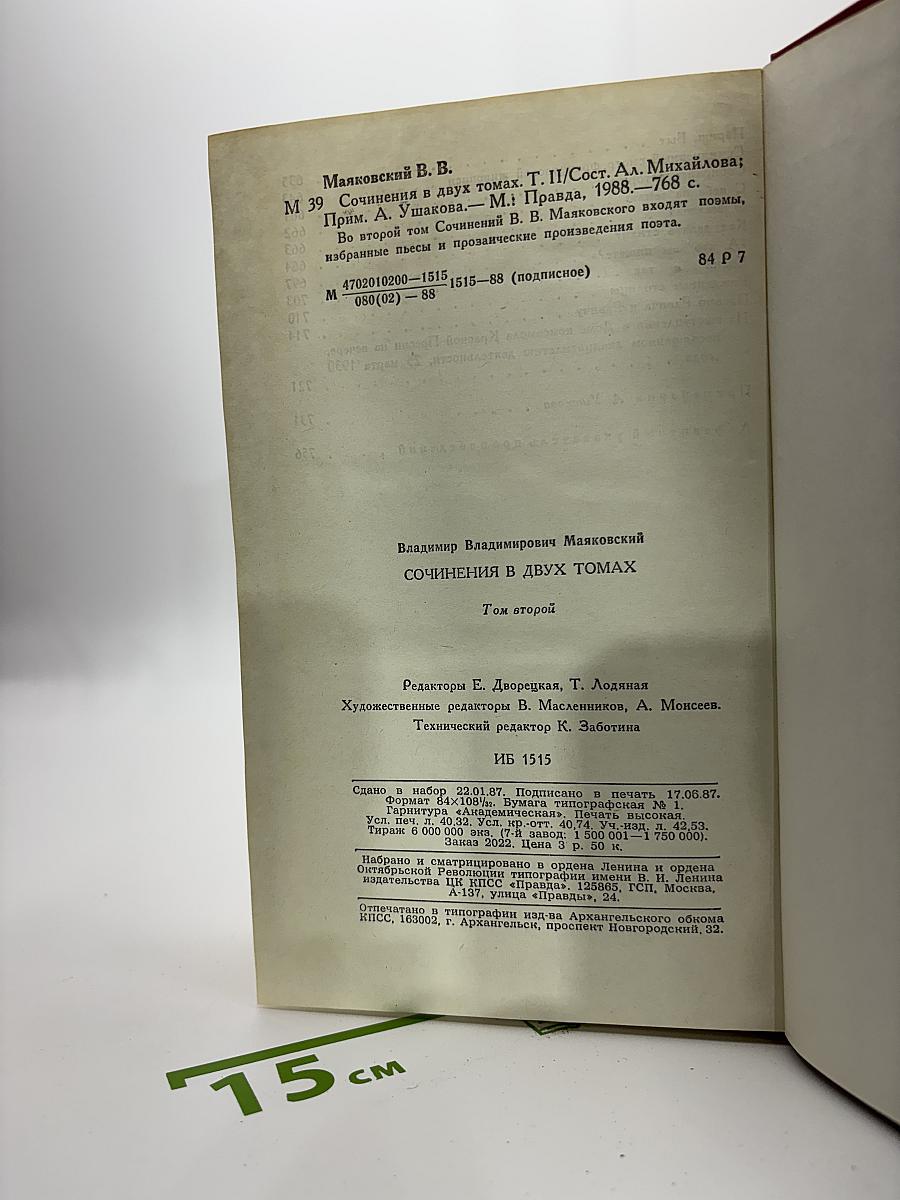 Маяковский В. В.
М 39 Сочинения в двух томах. Т. II/Сост. Ал. Михайлова;
Прим. А. Ушакова.— М.: Правда, 1988.—768 с.
Во второй том Сочинений В. В. Маяковского входят поэмы,
избранные пьесы и прозаические произведения поэта.
М 4702010200—1515 / 080(02)—88 1515—88 (подписное)
84 Р 7
Владимир Владимирович Маяковский
СОЧИНЕНИЯ В ДВУХ ТОМАХ
Том второй
Редакторы Е. Дворецкая, Т. Лодяная
Художественные редакторы В. Масленников, А. Моисеев.
Технический редактор К. Заботина
ИБ 1515
Сдано в набор 22.01.87. Подписано в печать 17.06.87.
Формат 84×108¹/₃₂. Бумага типографская № 1.
Гарнитура «Академическая». Печать высокая.
Усл. печ. л. 40,32. Усл. кр.-отт. 40,74. Уч.-изд. л. 42,53.
Тираж 6 000 000 экз. (7-й завод: 1 500 001—1 750 000).
Заказ 2022. Цена 3 р. 50 к.
Набрано и сматрицировано в ордена Ленина и ордена
Октябрьской Революции типографии имени В. И. Ленина
издательства ЦК КПСС «Правда». 125865, ГСП, Москва,
А-137, улица «Правды», 24.
Отпечатано в типографии изд-ва Архангельского обкома
КПСС, 163002, г. Архангельск, проспект Новгородский, 32.
15 см